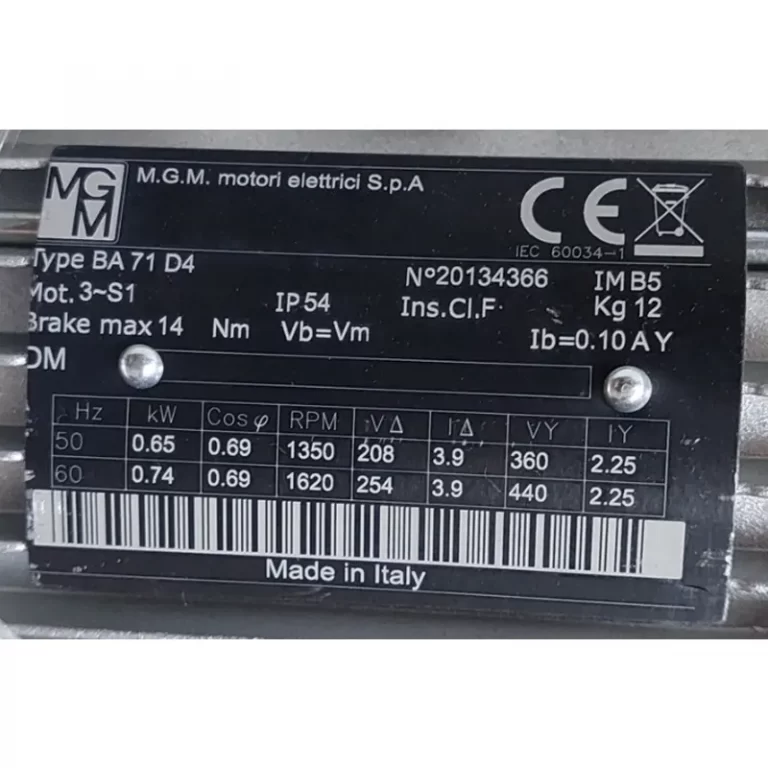 MGM
M.G.M. motori elettrici S.p.A
CE
IEC 60034-1
Type BA 71 D4 N°20134366 IM B5
Mot. 3~S1 IP 54 Ins.Cl.F Kg 12
Brake max 14 Nm Vb=Vm Ib=0.10 A Y
DM
Hz kW Cos φ RPM V Δ I Δ V Y I Y
50 0.65 0.69 1350 208 3.9 360 2.25
60 0.74 0.69 1620 254 3.9 440 2.25
Made in Italy